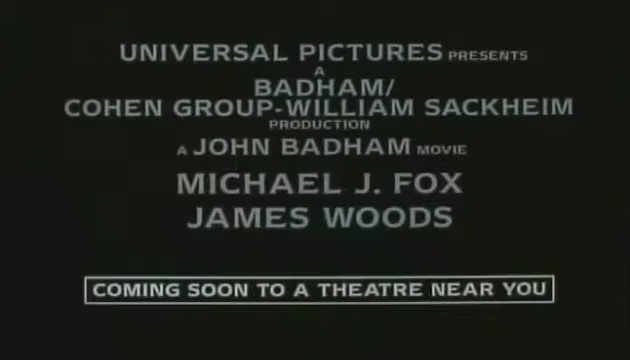 UNIVERSAL PICTURES PRESENTS
A
BADHAM/
COHEN GROUP-WILLIAM SACKHEIM
PRODUCTION
A JOHN BADHAM MOVIE
MICHAEL J. FOX
JAMES WOODS
COMING SOON TO A THEATRE NEAR YOU